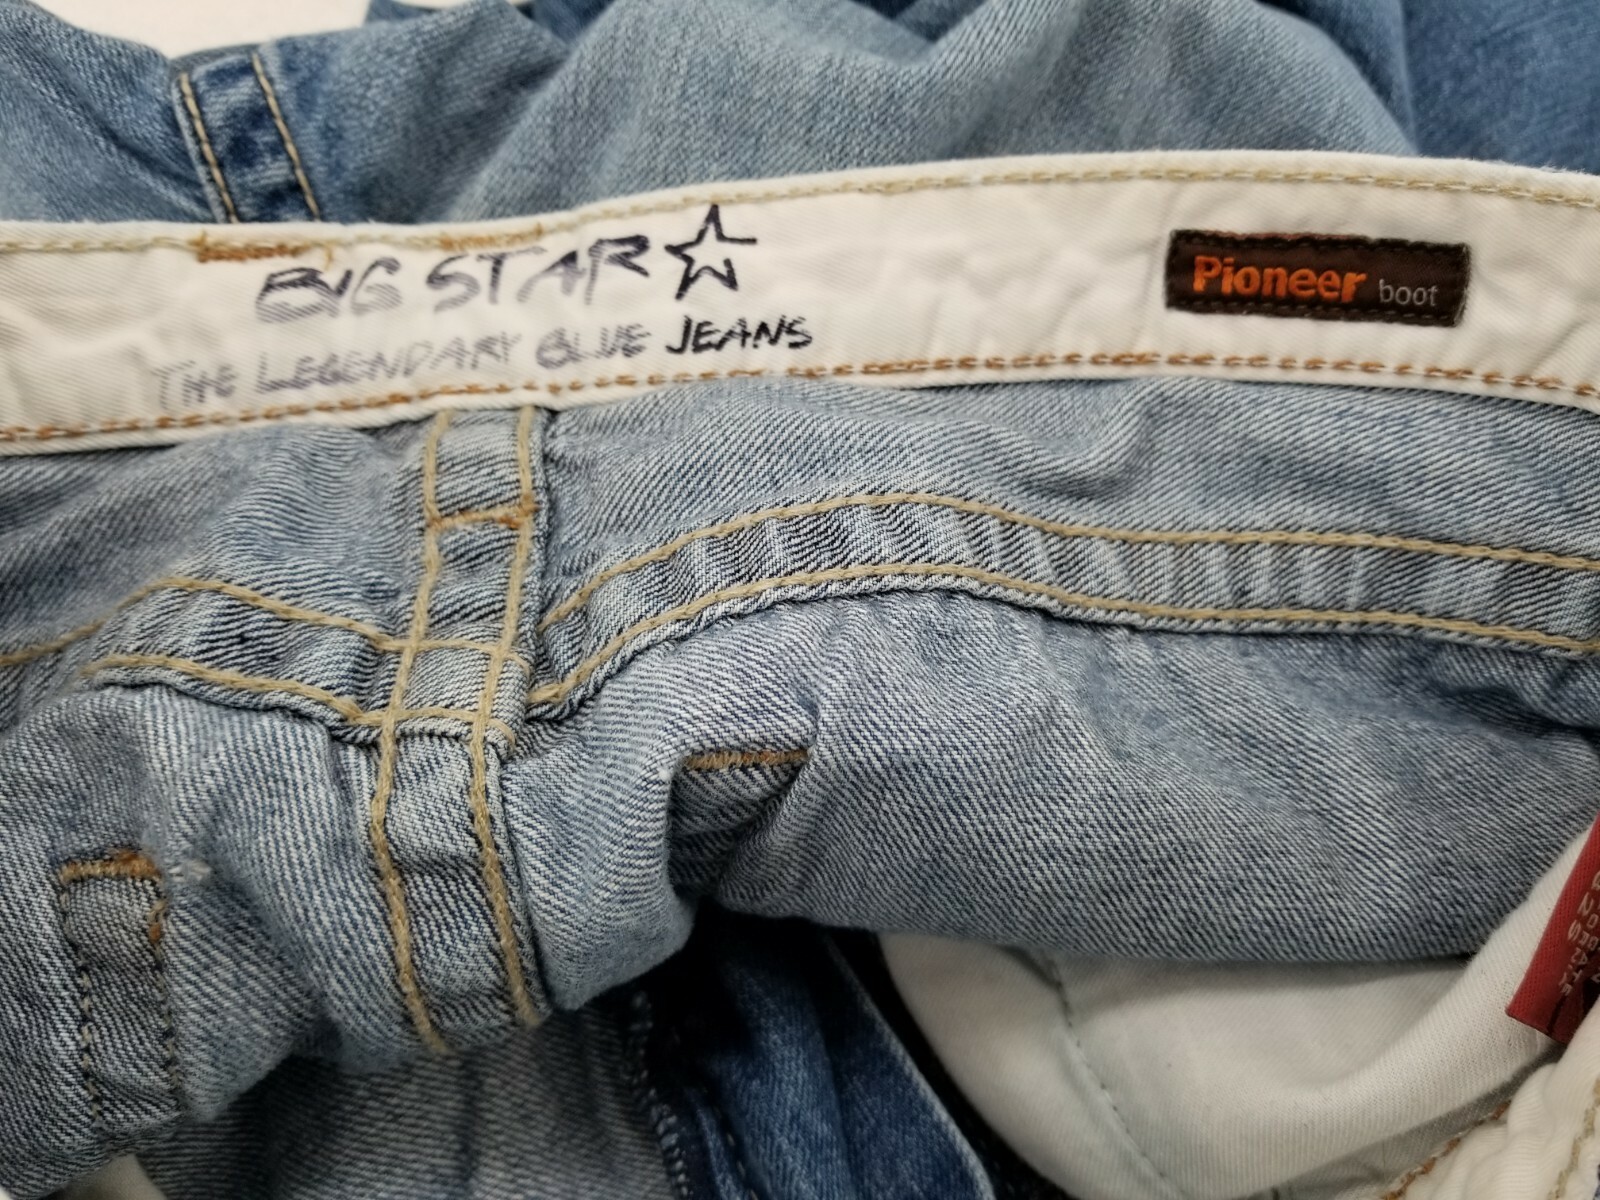 BIG STAR
THE LEGENDARY BLUE JEANS
Pioneer boot